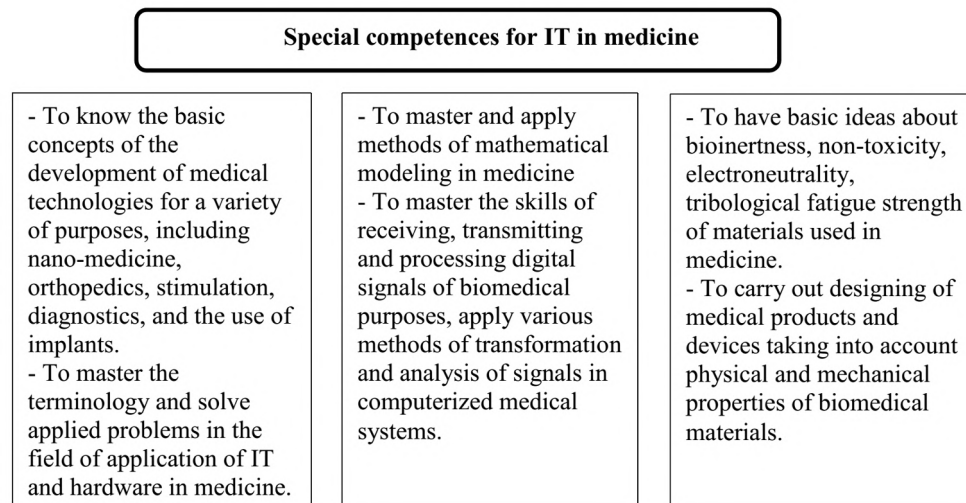 Special competences for IT in medicine
- To know the basic
concepts of the
development of medical
technologies for a variety
of purposes, including
nano-medicine,
orthopedics, stimulation,
diagnostics, and the use of
implants.
- To master the
terminology and solve
applied problems in the
field of application of IT
and hardware in medicine.
- To master and apply
methods of mathematical
modeling in medicine
- To master the skills of
receiving, transmitting
and processing digital
signals of biomedical
purposes, apply various
methods of transformation
and analysis of signals in
computerized medical
systems.
- To have basic ideas about
bioinertness, non-toxicity,
electroneutrality,
tribological fatigue strength
of materials used in
medicine.
- To carry out designing of
medical products and
devices taking into account
physical and mechanical
properties of biomedical
materials.